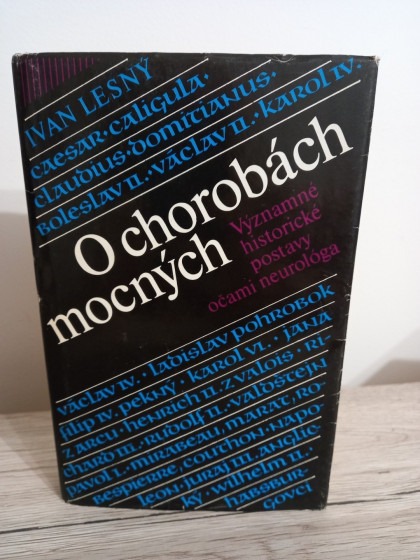 IVAN LESNÝ
CAESAR · CALIGULA ·
CLAUDIUS · DOMITIANUS ·
BOLESLAV II. · VÁCLAV II. · KAROL IV.
O chorobách
mocných
Významné
historické
postavy
očami neurológa
VÁCLAV IV. · LADISLAV POHROBOK
FILIP IV. PEKNÝ · KAROL VI. · JANA
Z ARCU · HENRICH II. Z VALOIS · RI
CHARD III. · RUDOLF II. · VALDŠTEJN
PAVOL I. · MIRABEAU, MARAT, RO-
BESPIERRE, COUTHON · NAPO-
LEON · JURAJ III. ANGLIC
KÝ · WILHELM II. ·
HABSBUR-
GOVCI